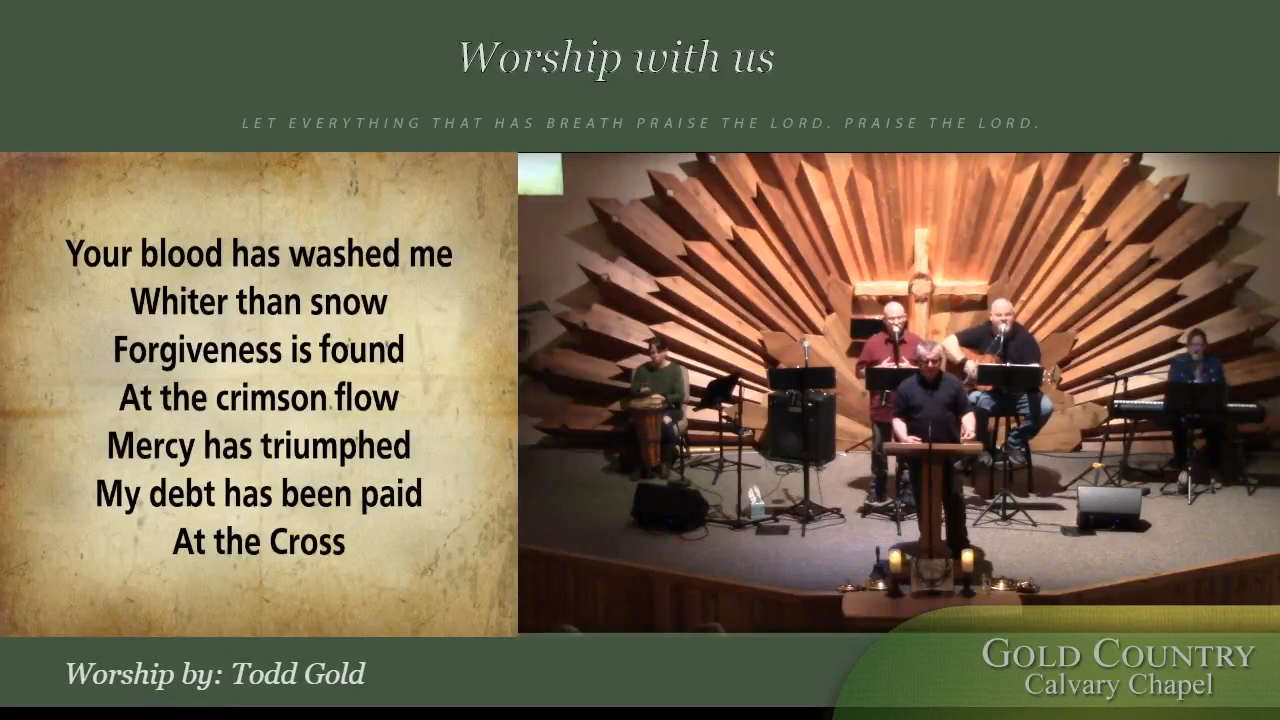 Worship with us
LET EVERYTHING THAT HAS BREATH PRAISE THE LORD. PRAISE THE LORD.
Your blood has washed me
Whiter than snow
Forgiveness is found
At the crimson flow
Mercy has triumphed
My debt has been paid
At the Cross
Worship by: Todd Gold
GOLD COUNTRY
Calvary Chapel